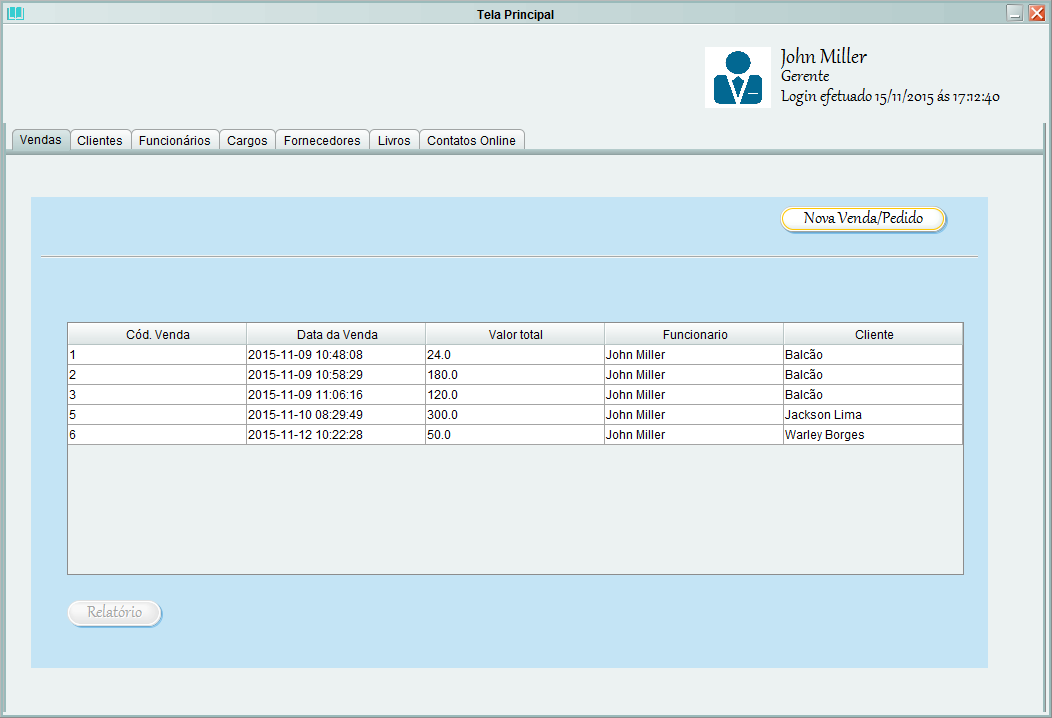 Tela Principal
John Miller
Gerente
Login efetuado 15/11/2015 ás 17:12:40
Vendas Clientes Funcionários Cargos Fornecedores Livros Contatos Online
Nova Venda/Pedido
Cód. Venda Data da Venda Valor total Funcionario Cliente
1 2015-11-09 10:48:08 24.0 John Miller Balcão
2 2015-11-09 10:58:29 180.0 John Miller Balcão
3 2015-11-09 11:06:16 120.0 John Miller Balcão
5 2015-11-10 08:29:49 300.0 John Miller Jackson Lima
6 2015-11-12 10:22:28 50.0 John Miller Warley Borges
Relatório